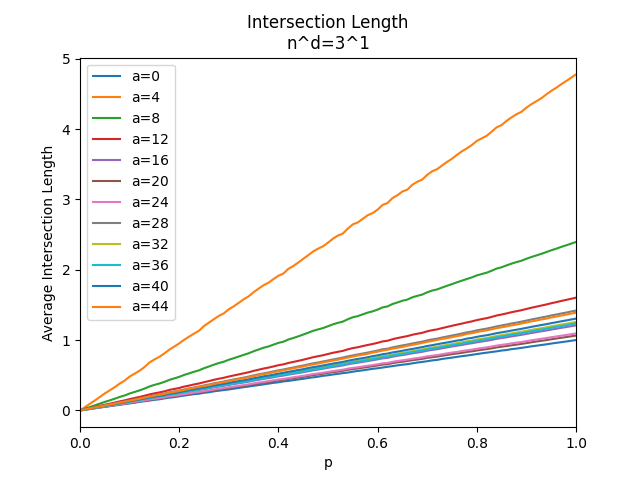 Intersection Length
n^d=3^1
Average Intersection Length
5
4
3
2
1
0
a=0
a=4
a=8
a=12
a=16
a=20
a=24
a=28
a=32
a=36
a=40
a=44
0.0 0.2 0.4 0.6 0.8 1.0
p